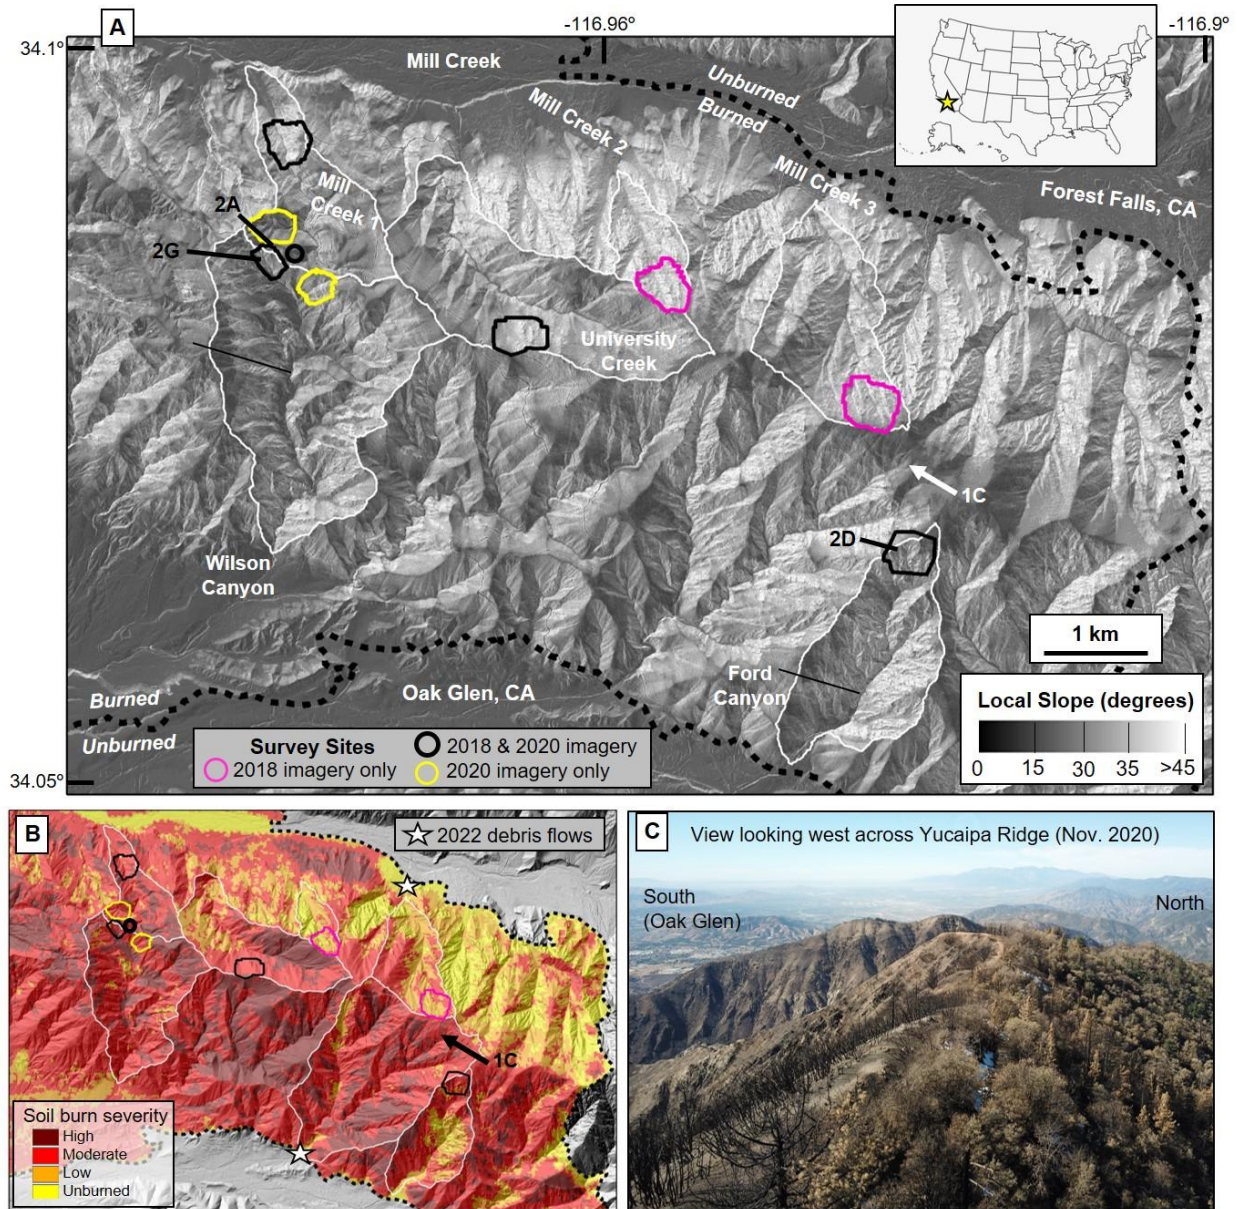 A
-116.96º
-116.9º
34.1º
Mill Creek
Unburned
Burned
Mill Creek 2
Mill Creek 3
Forest Falls, CA
Mill
Creek 1
2A
2G
University
Creek
1C
2D
Wilson
Canyon
1 km
Ford
Canyon
Oak Glen, CA
Burned
Unburned
Local Slope (degrees)
0 15 30 35 >45
Survey Sites
2018 & 2020 imagery
2018 imagery only
2020 imagery only
34.05º
B
2022 debris flows
1C
Soil burn severity
High
Moderate
Low
Unburned
C
View looking west across Yucaipa Ridge (Nov. 2020)
South
(Oak Glen)
North